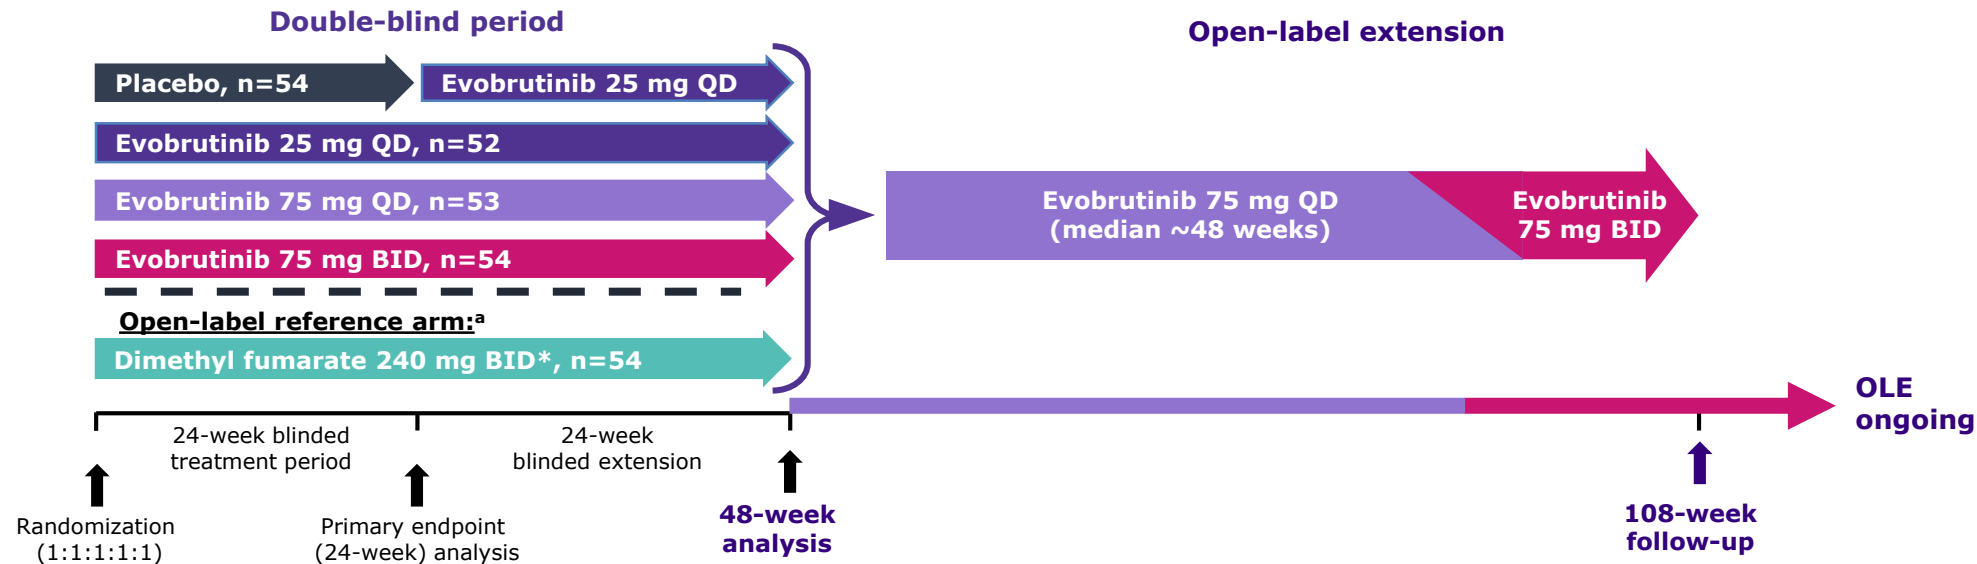 Double-blind period
Open-label extension
Placebo, n=54
Evobrutinib 25 mg QD
Evobrutinib 25 mg QD, n=52
Evobrutinib 75 mg QD, n=53
Evobrutinib 75 mg BID, n=54
Evobrutinib 75 mg QD
(median ~48 weeks)
Evobrutinib
75 mg BID
Open-label reference arm:ᵃ
Dimethyl fumarate 240 mg BID*, n=54
OLE
ongoing
24-week blinded
treatment period
24-week
blinded extension
Randomization
(1:1:1:1:1)
Primary endpoint
(24-week) analysis
48-week
analysis
108-week
follow-up